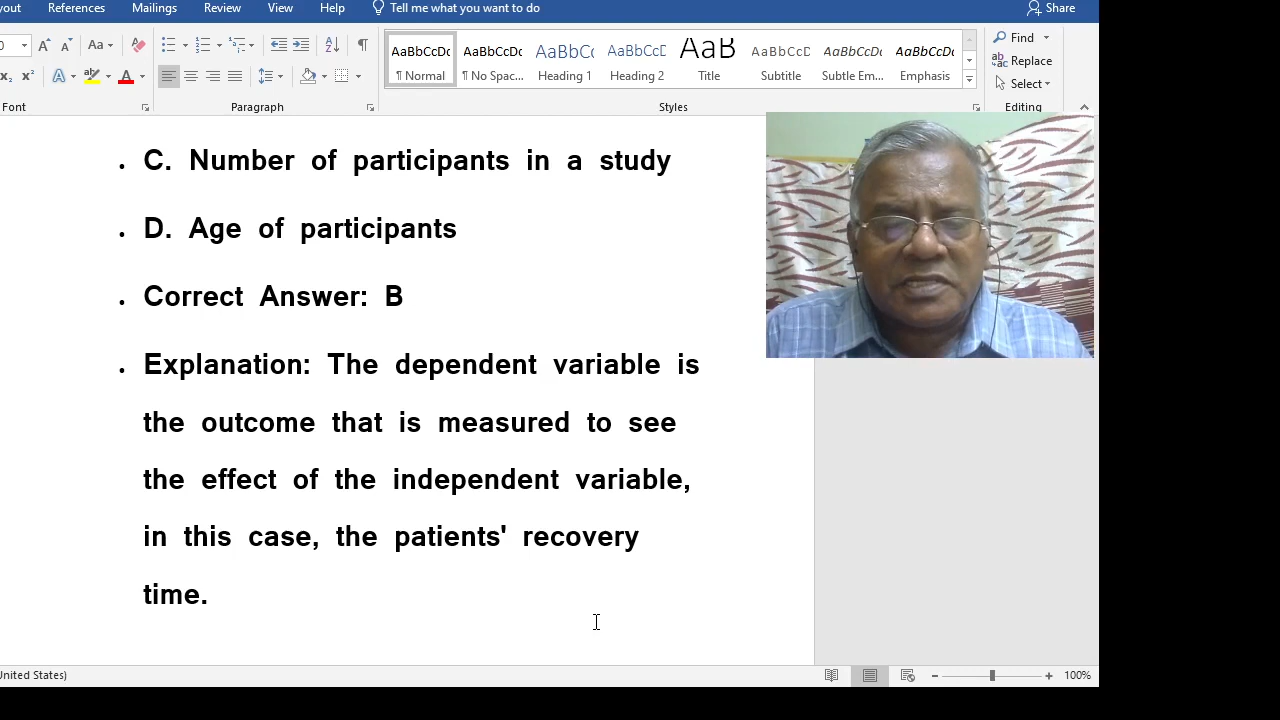 yout References Mailings Review View Help Tell me what you want to do Share
Aa
AaBbCcDc AaBbCcDc AaBbCc AaBbCcD AaB AaBbCcD AaBbCcDc AaBbCcDc
¶ Normal ¶ No Spac... Heading 1 Heading 2 Title Subtitle Subtle Em... Emphasis
Find
Replace
Select
Font Paragraph Styles Editing
• C. Number of participants in a study
• D. Age of participants
• Correct Answer: B
• Explanation: The dependent variable is
the outcome that is measured to see
the effect of the independent variable,
in this case, the patients' recovery
time.
United States) 100%